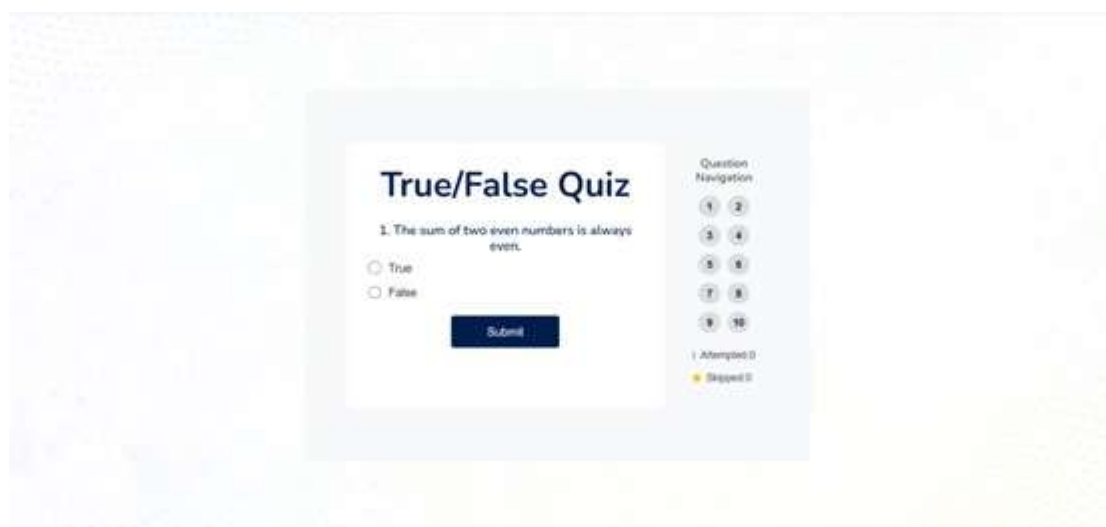 True/False Quiz
1. The sum of two even numbers is always
even.
True
False
Submit
Question
Navigation
1 2
3 4
5 6
7 8
9 10
Attempted:0
Skipped:0